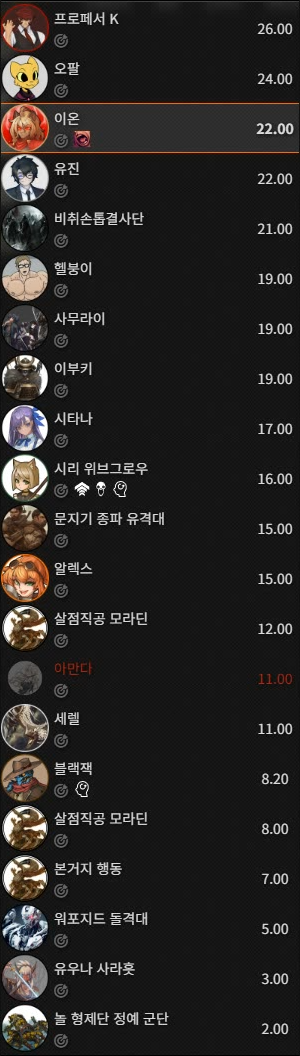 프로페서 K
26.00
오팔
24.00
이온
22.00
유진
22.00
비취손톱결사단
21.00
헬붕이
19.00
사무라이
19.00
이부키
19.00
시타나
17.00
시리 위브그로우
16.00
문지기 종파 유격대
15.00
알렉스
15.00
살점직공 모라딘
12.00
아만다
11.00
세렐
11.00
블랙잭
8.20
살점직공 모라딘
8.00
본거지 행동
7.00
워포지드 돌격대
5.00
유우나 사라홋
3.00
놀 형제단 정예 군단
2.00